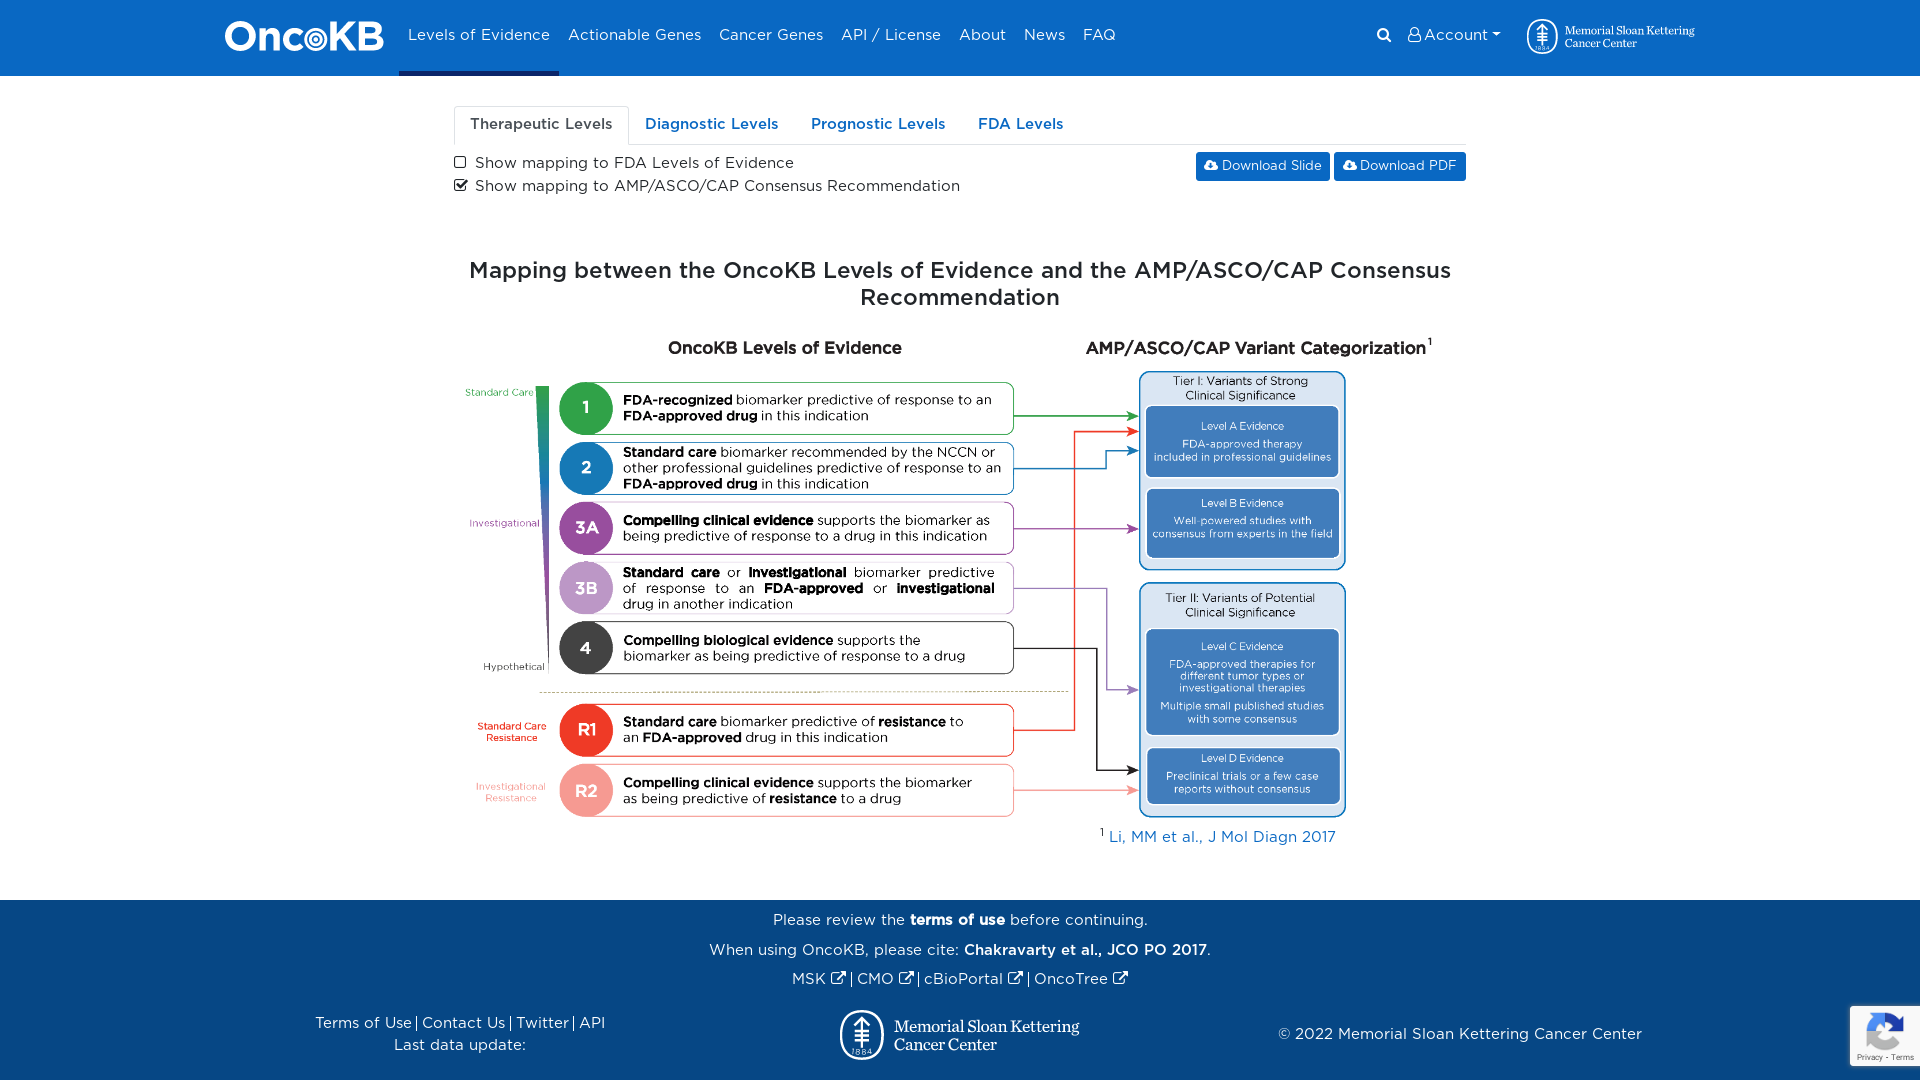 OncoKB
Levels of Evidence
Actionable Genes
Cancer Genes
API / License
About
News
FAQ
Account
Memorial Sloan Kettering
Cancer Center
1884
Therapeutic Levels
Diagnostic Levels
Prognostic Levels
FDA Levels
Show mapping to FDA Levels of Evidence
Show mapping to AMP/ASCO/CAP Consensus Recommendation
Download Slide
Download PDF
Mapping between the OncoKB Levels of Evidence and the AMP/ASCO/CAP Consensus
Recommendation
OncoKB Levels of Evidence
Standard Care
Investigational
Hypothetical
1
FDA-recognized biomarker predictive of response to an
FDA-approved drug in this indication
2
Standard care biomarker recommended by the NCCN or
other professional guidelines predictive of response to an
FDA-approved drug in this indication
3A
Compelling clinical evidence supports the biomarker as
being predictive of response to a drug in this indication
3B
Standard care or investigational biomarker predictive
of response to an FDA-approved or investigational
drug in another indication
4
Compelling biological evidence supports the
biomarker as being predictive of response to a drug
Standard Care
Resistance
R1
Standard care biomarker predictive of resistance to
an FDA-approved drug in this indication
Investigational
Resistance
R2
Compelling clinical evidence supports the biomarker
as being predictive of resistance to a drug
AMP/ASCO/CAP Variant Categorization1
Tier I: Variants of Strong
Clinical Significance
Level A Evidence
FDA-approved therapy
included in professional guidelines
Level B Evidence
Well-powered studies with
consensus from experts in the field
Tier II: Variants of Potential
Clinical Significance
Level C Evidence
FDA-approved therapies for
different tumor types or
investigational therapies
Multiple small published studies
with some consensus
Level D Evidence
Preclinical trials or a few case
reports without consensus
1 Li, MM et al., J Mol Diagn 2017
Please review the terms of use before continuing.
When using OncoKB, please cite: Chakravarty et al., JCO PO 2017.
MSK | CMO | cBioPortal | OncoTree
Terms of Use | Contact Us | Twitter | API
Last data update:
1884
Memorial Sloan Kettering
Cancer Center
© 2022 Memorial Sloan Kettering Cancer Center
Privacy - Terms